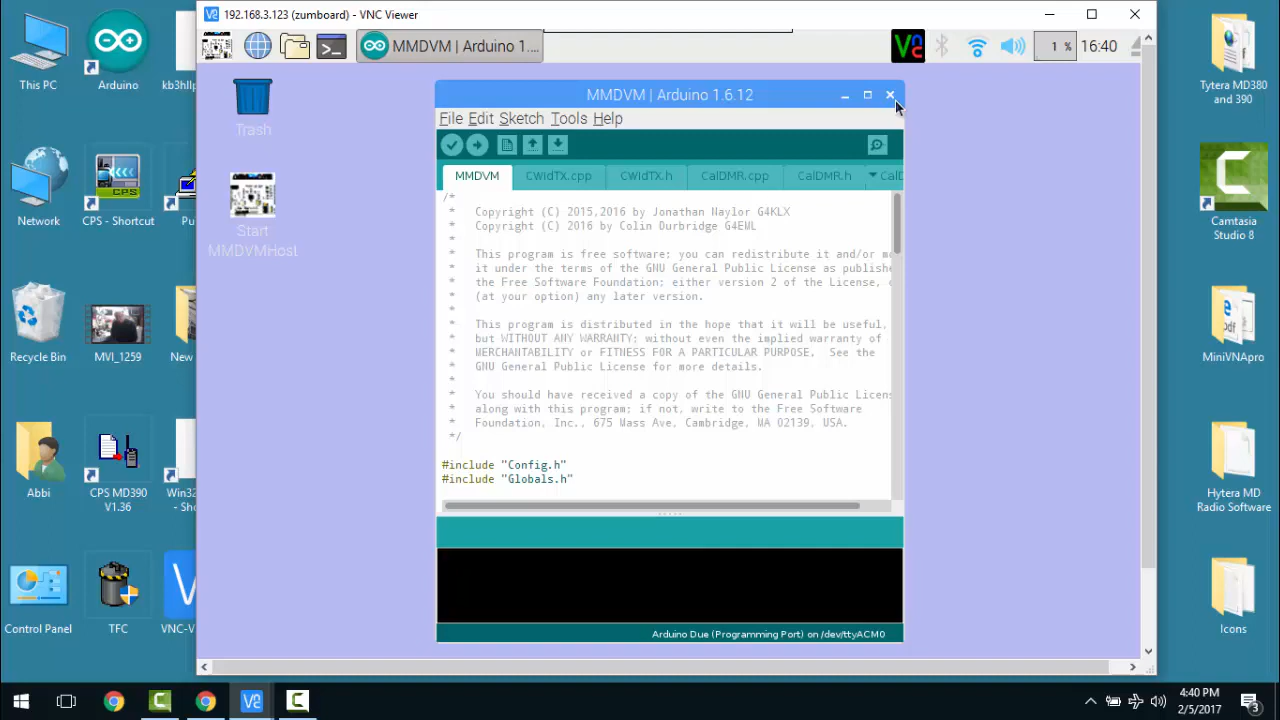 192.168.3.123 (zumboard) - VNC Viewer
MMDVM | Arduino 1....
1 %
16:40
Trash
Start
MMDVMHost
MMDVM | Arduino 1.6.12
File Edit Sketch Tools Help
MMDVM
CWIdTX.cpp
CWIdTX.h
CalDMR.cpp
CalDMR.h
CalD
/*
* Copyright (C) 2015,2016 by Jonathan Naylor G4KLX
* Copyright (C) 2016 by Colin Durbridge G4EML
*
* This program is free software; you can redistribute it and/or mo
* it under the terms of the GNU General Public License as publishe
* the Free Software Foundation; either version 2 of the License, o
* (at your option) any later version.
*
* This program is distributed in the hope that it will be useful,
* but WITHOUT ANY WARRANTY; without even the implied warranty of
* MERCHANTABILITY or FITNESS FOR A PARTICULAR PURPOSE. See the
* GNU General Public License for more details.
*
* You should have received a copy of the GNU General Public Licens
* along with this program; if not, write to the Free Software
* Foundation, Inc., 675 Mass Ave, Cambridge, MA 02139, USA.
*/
#include "Config.h"
#include "Globals.h"
Arduino Due (Programming Port) on /dev/ttyACM0
This PC
Arduino
kb3hllp
Network
CPS
CPS - Shortcut
Pu
Recycle Bin
MVI_1259
New
Abbi
CPS MD390
V1.36
Win32
- Sho
Control Panel
TFC
VNC-V
Tytera MD380
and 390
Camtasia
Studio 8
MiniVNApro
Hytera MD
Radio Software
Icons
4:40 PM
2/5/2017
3